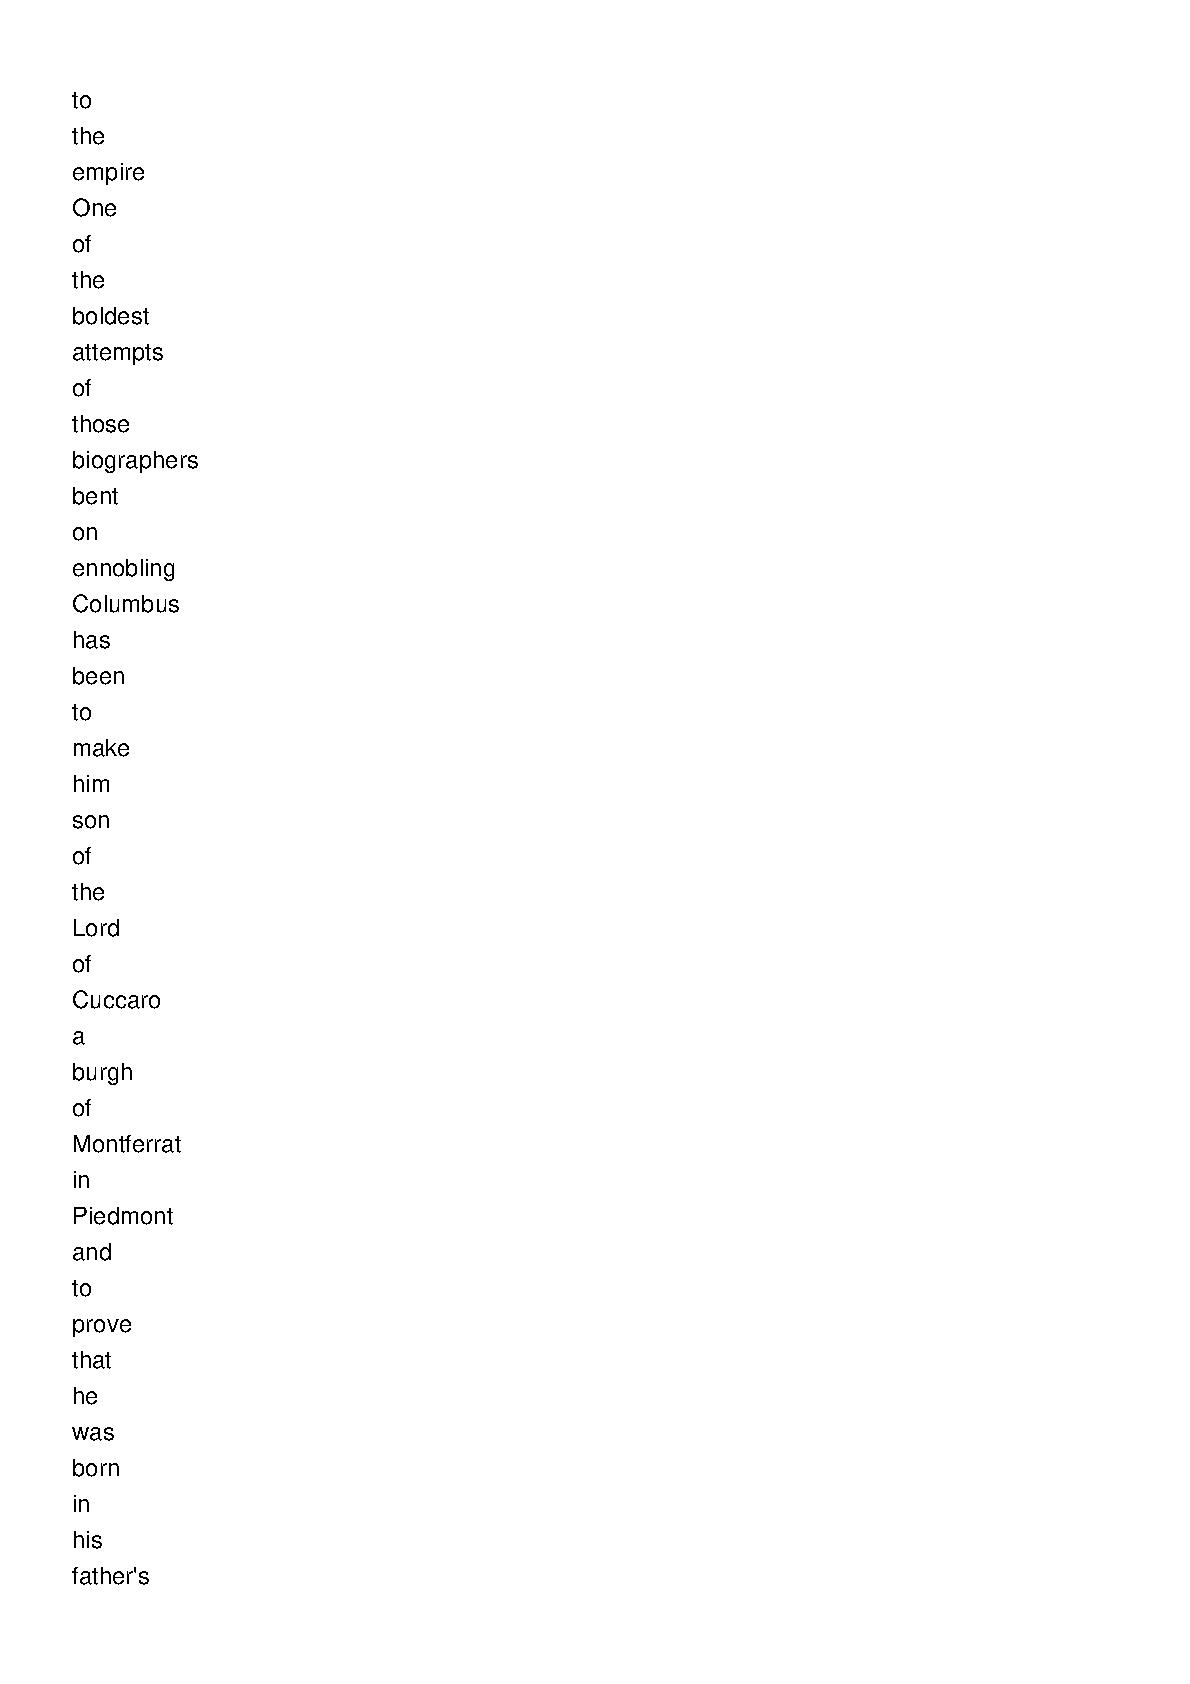 to
the
empire
One
of
the
boldest
attempts
of
those
biographers
bent
on
ennobling
Columbus
has
been
to
make
him
son
of
the
Lord
of
Cuccaro
a
burgh
of
Montferrat
in
Piedmont
and
to
prove
that
he
was
born
in
his
father's